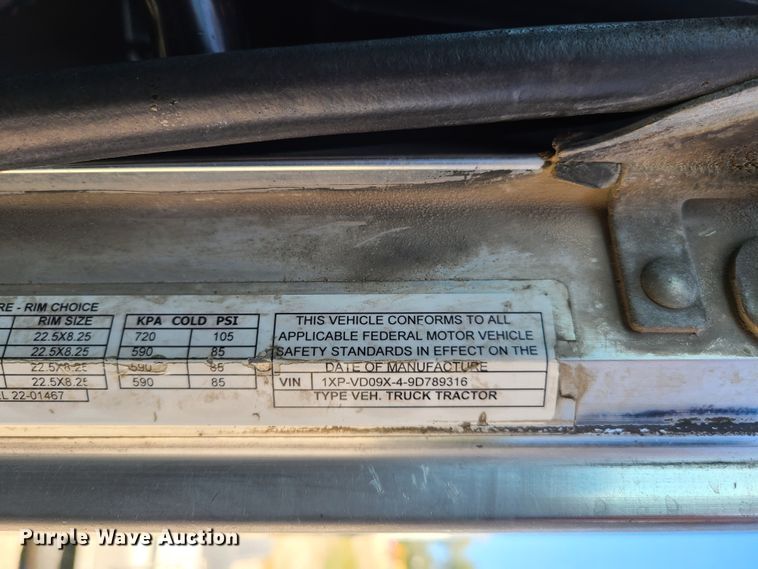 RE - RIM CHOICE
RIM SIZE KPA COLD PSI
22.5X8.25 720 105
22.5X8.25 590 85
22.5X8.25 590 85
22.5X8.25 590 85
22-01467
THIS VEHICLE CONFORMS TO ALL
APPLICABLE FEDERAL MOTOR VEHICLE
SAFETY STANDARDS IN EFFECT ON THE
DATE OF MANUFACTURE
VIN 1XP-VD09X-4-9D789316
TYPE VEH. TRUCK TRACTOR
Purple Wave Auction